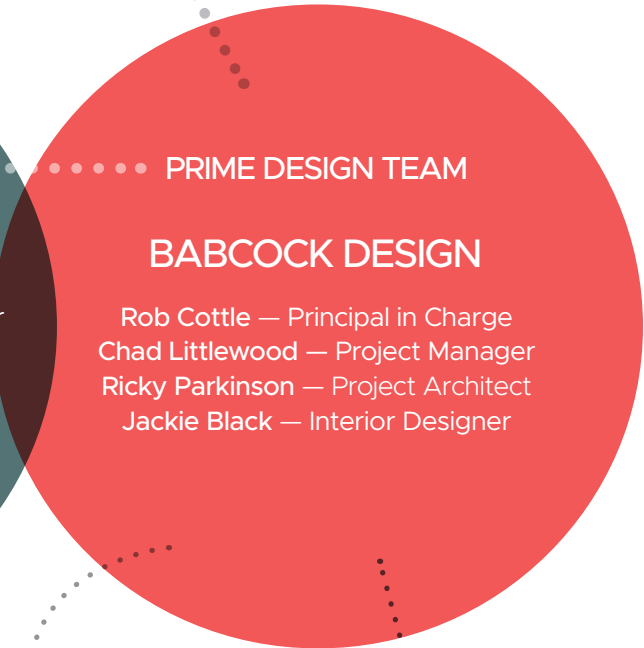 PRIME DESIGN TEAM
BABCOCK DESIGN
Rob Cottle — Principal in Charge
Chad Littlewood — Project Manager
Ricky Parkinson — Project Architect
Jackie Black — Interior Designer